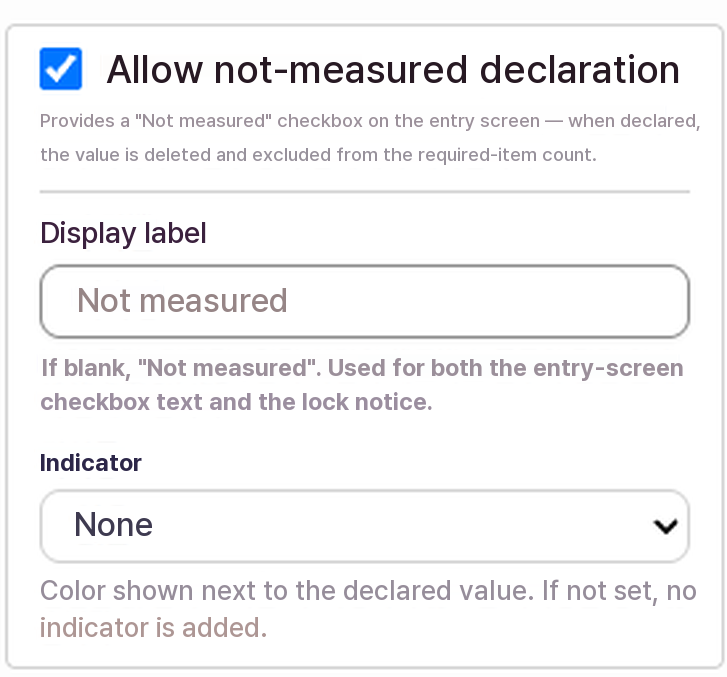 Allow not-measured declaration
Provides a "Not measured" checkbox on the entry screen — when declared,
the value is deleted and excluded from the required-item count.
Display label
Not measured
If blank, "Not measured". Used for both the entry-screen
checkbox text and the lock notice.
Indicator
None
Color shown next to the declared value. If not set, no
indicator is added.